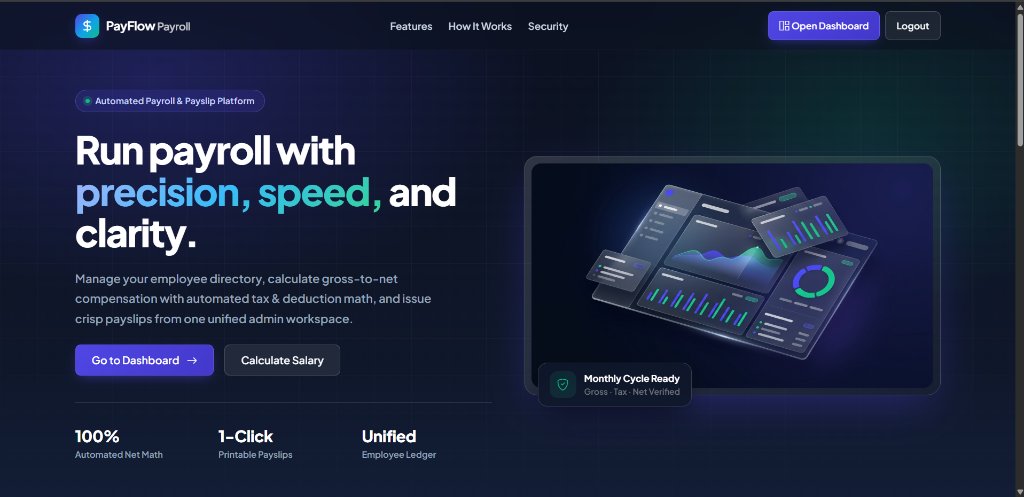 $ PayFlow Payroll
Features How It Works Security
Open Dashboard Logout
Automated Payroll & Payslip Platform
Run payroll with
precision, speed, and
clarity.
Manage your employee directory, calculate gross-to-net
compensation with automated tax & deduction math, and issue
crisp payslips from one unified admin workspace.
Go to Dashboard →
Calculate Salary
Monthly Cycle Ready
Gross · Tax · Net Verified
100% 1-Click Unified
Automated Net Math Printable Payslips Employee Ledger